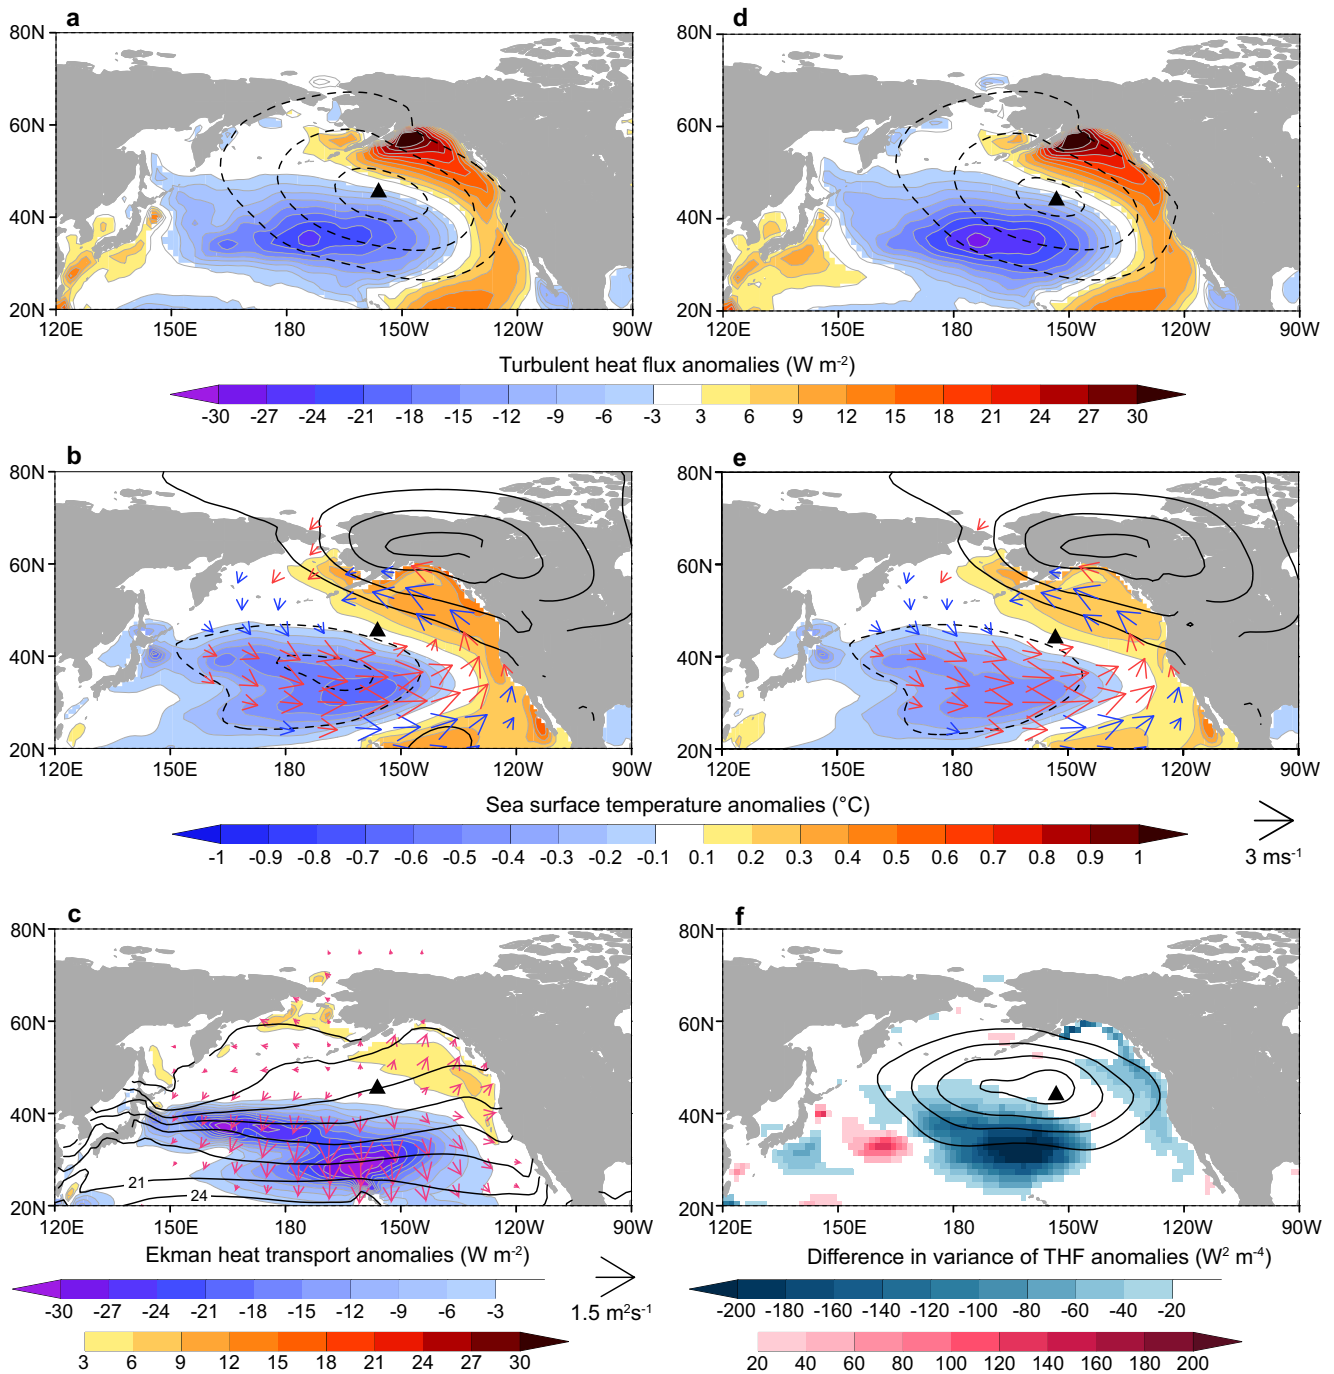 a
d
80N
60N
40N
20N
120E 150E 180 150W 120W 90W
80N
60N
40N
20N
120E 150E 180 150W 120W 90W
Turbulent heat flux anomalies (W m-2)
-30 -27 -24 -21 -18 -15 -12 -9 -6 -3 3 6 9 12 15 18 21 24 27 30
b
e
80N
60N
40N
20N
120E 150E 180 150W 120W 90W
80N
60N
40N
20N
120E 150E 180 150W 120W 90W
Sea surface temperature anomalies (°C)
-1 -0.9 -0.8 -0.7 -0.6 -0.5 -0.4 -0.3 -0.2 -0.1 0.1 0.2 0.3 0.4 0.5 0.6 0.7 0.8 0.9 1
3 ms-1
c
f
80N
60N
40N
20N
21
24
120E 150E 180 150W 120W 90W
80N
60N
40N
20N
120E 150E 180 150W 120W 90W
Ekman heat transport anomalies (W m-2)
-30 -27 -24 -21 -18 -15 -12 -9 -6 -3
1.5 m2s-1
3 6 9 12 15 18 21 24 27 30
Difference in variance of THF anomalies (W2 m-4)
-200 -180 -160 -140 -120 -100 -80 -60 -40 -20
20 40 60 80 100 120 140 160 180 200